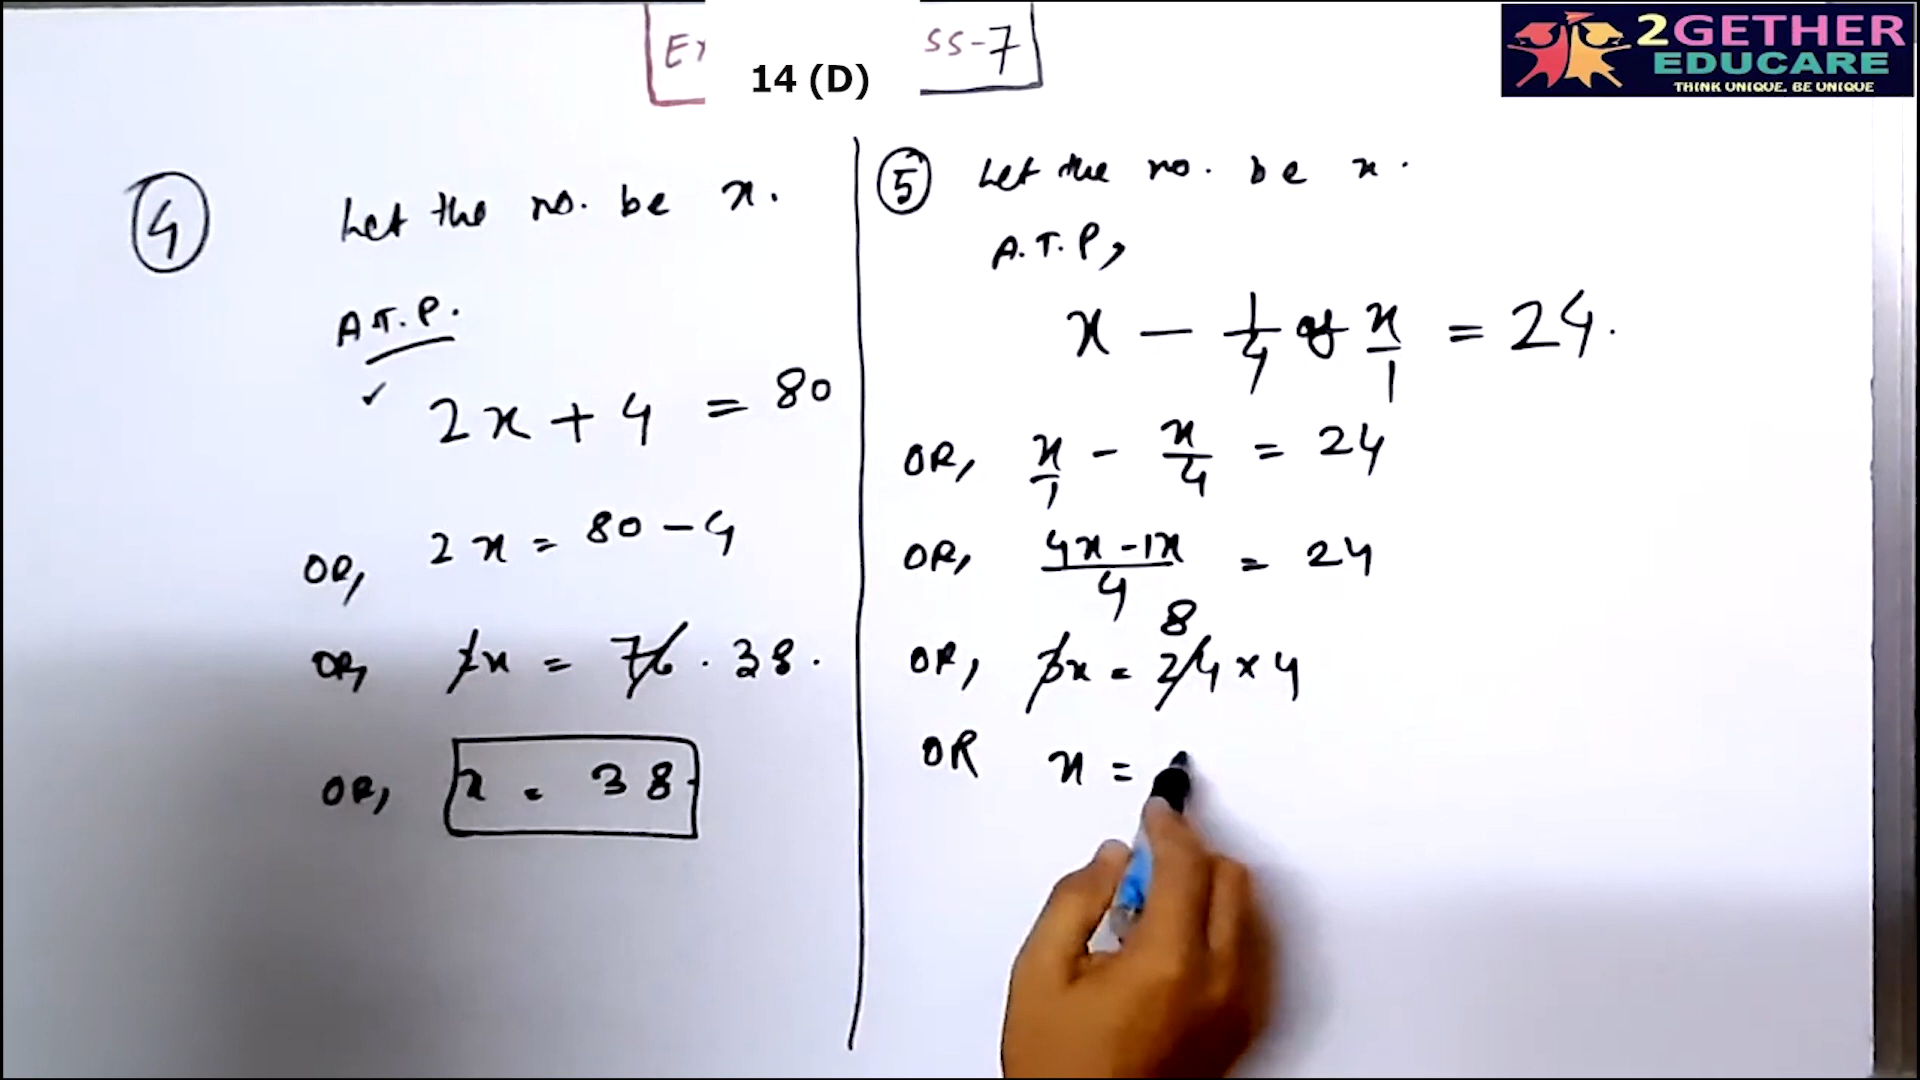 Ex
SS-7
14 (D)
2GETHER
EDUCARE
THINK UNIQUE. BE UNIQUE
④ Let the no. be x.
A.T.P.
✓ 2x + 4 = 80
OR, 2x = 80 - 4
OR, 2x = 76 . 38.
OR, x = 38
⑤ Let the no. be x.
A.T.P,
x - 1/4 of x/1 = 24.
OR, x/1 - x/4 = 24
OR, 4x - 1x/4 = 24
8
OR, 3x = 24 x 4
OR x =